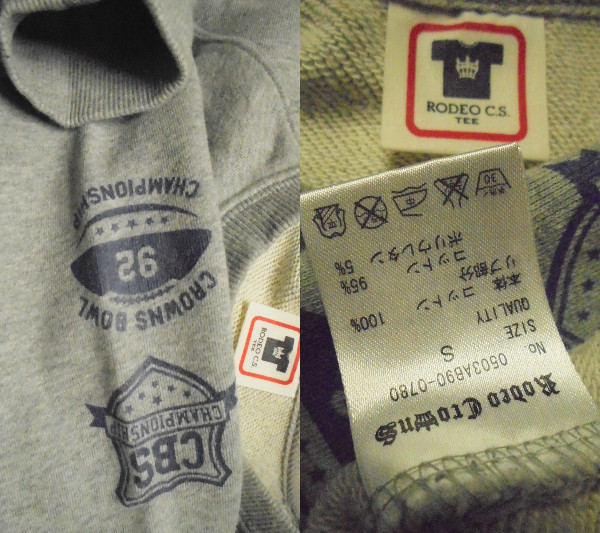 CHAMPIONSHIP
92
CROWNS BOWL
CBS
CHAMPIONSHIP
RODEO C.S.
TEE
RODEO C.S.
TEE
Rodeo Crowns
No 0503AB90-0780
SIZE S
QUALITY
本体 コットン 100%
リブ部分
コットン 95%
ポリウレタン 5%
30